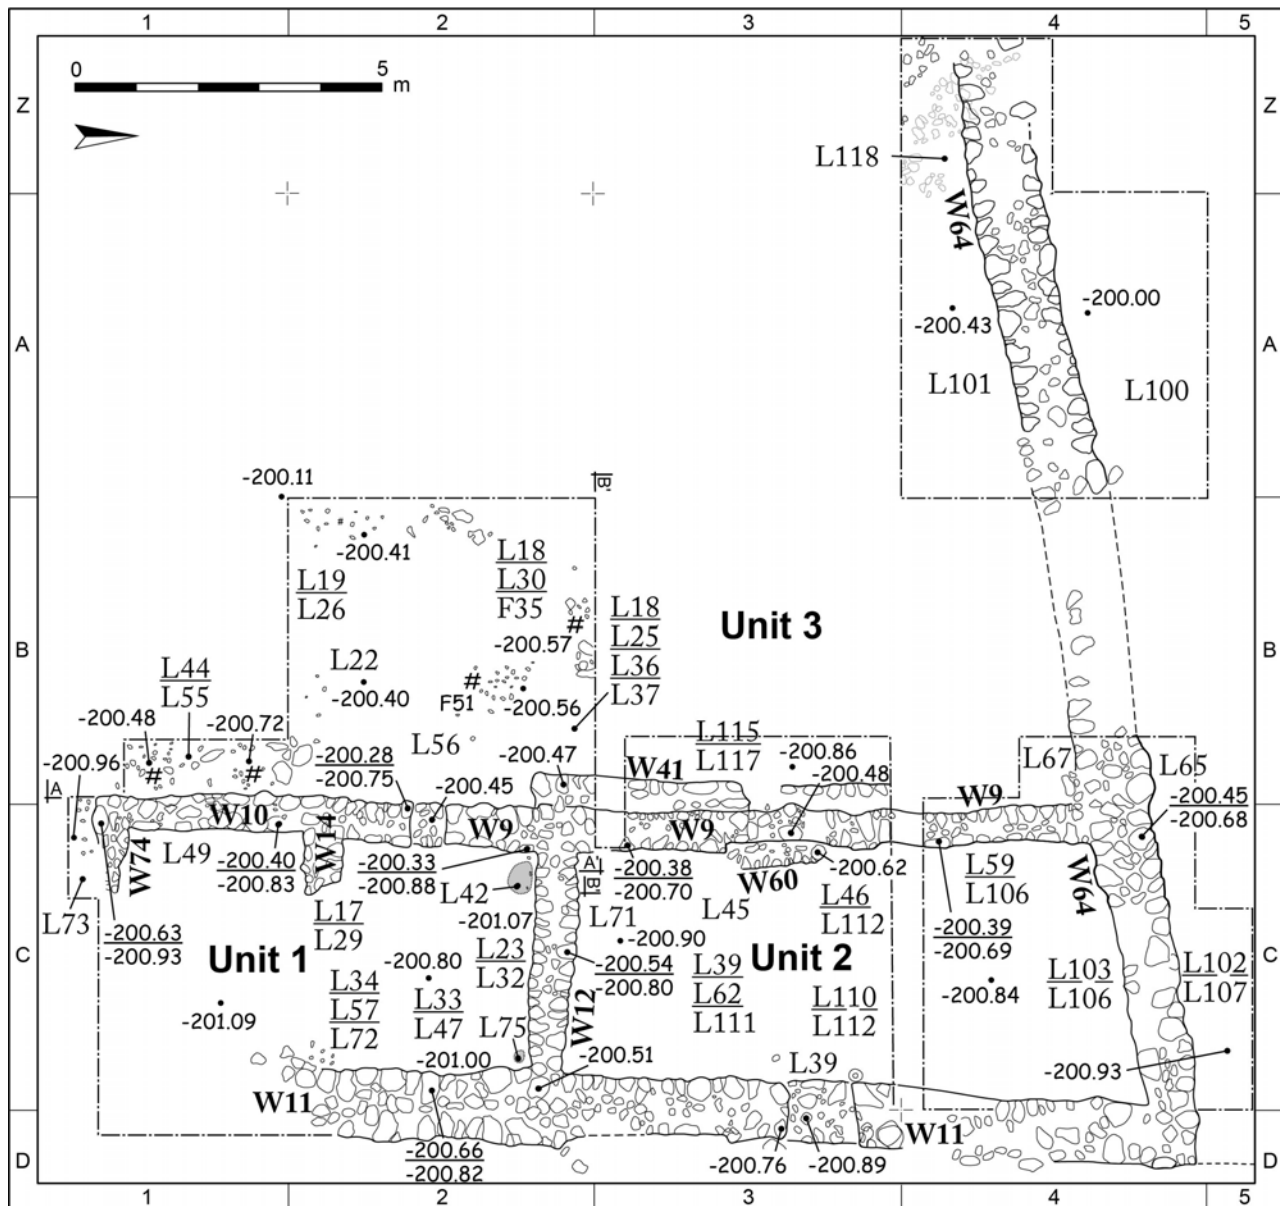 1 2 3 4 5
0 5 m
Z Z
L118
W64
-200.43
-200.00
A A
L101
L100
-200.11
B'
-200.41
#
L18
L30
F35
L19
L26
L18
L25
L36
L37
#
Unit 3
-200.57
B B
L22
-200.40
#
F51
-200.56
L44
L55
-200.48
-200.72
#
#
-200.96
-200.28
-200.75
L56
-200.47
-200.45
L115
L117
-200.86
-200.48
W41
L67
L65
-200.45
-200.68
A
W10
W14
W9
W9
W9
W74
L49
-200.40
-200.83
-200.33
-200.88
L42
A'
B'
-200.38
-200.70
W60
-200.62
L59
L106
W64
L73
-200.63
-200.93
L17
L29
-201.07
L71
L45
L46
L112
-200.39
-200.69
Unit 1
L23
L32
-200.90
Unit 2
C C
-200.80
-200.54
-200.80
L34
L57
L72
L33
L47
L39
L62
L111
L110
L112
-200.84
L103
L106
L102
L107
-201.09
L75
W12
-201.00
-200.51
L39
-200.93
W11
W11
D D
-200.66
-200.82
-200.76
-200.89
1 2 3 4 5